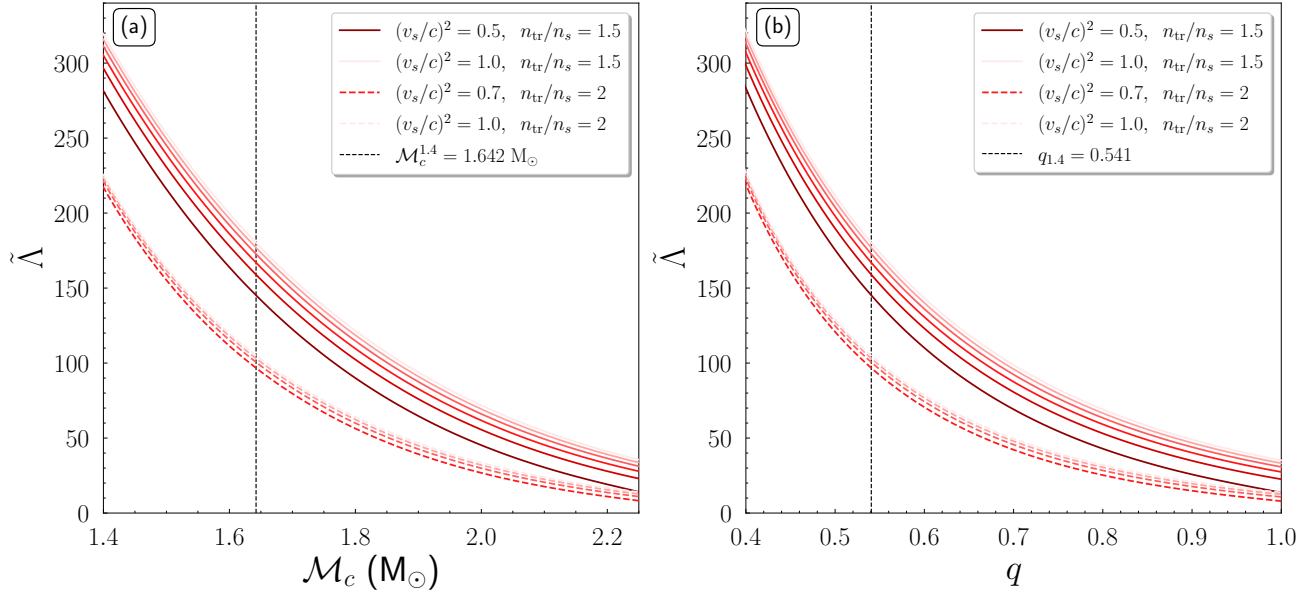 (a)
(v_s/c)² = 0.5, n_tr/n_s = 1.5
(v_s/c)² = 1.0, n_tr/n_s = 1.5
(v_s/c)² = 0.7, n_tr/n_s = 2
(v_s/c)² = 1.0, n_tr/n_s = 2
ℳ_c^1.4 = 1.642 M_⊙
Λ̃
300
250
200
150
100
50
0
1.4 1.6 1.8 2.0 2.2
ℳ_c (M_⊙)
(b)
(v_s/c)² = 0.5, n_tr/n_s = 1.5
(v_s/c)² = 1.0, n_tr/n_s = 1.5
(v_s/c)² = 0.7, n_tr/n_s = 2
(v_s/c)² = 1.0, n_tr/n_s = 2
q_1.4 = 0.541
Λ̃
300
250
200
150
100
50
0
0.4 0.5 0.6 0.7 0.8 0.9 1.0
q